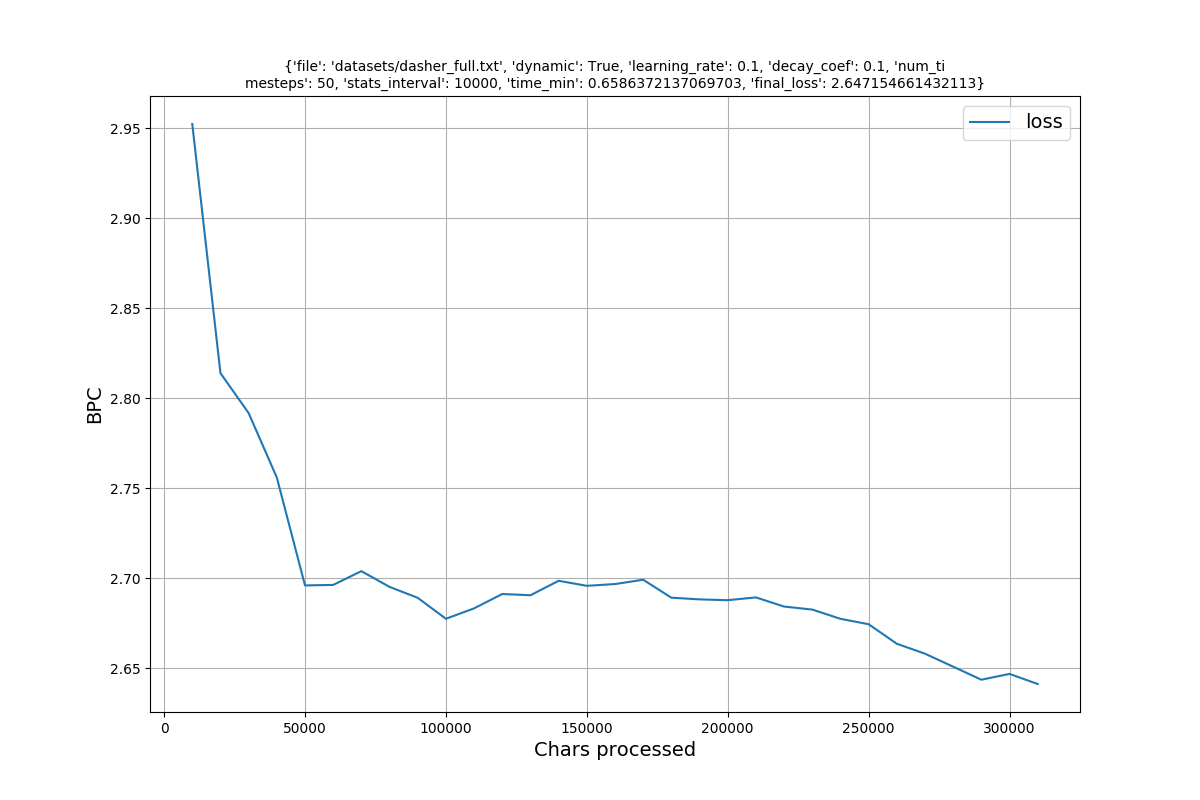 {'file': 'datasets/dasher_full.txt', 'dynamic': True, 'learning_rate': 0.1, 'decay_coef': 0.1, 'num_ti
mesteps': 50, 'stats_interval': 10000, 'time_min': 0.6586372137069703, 'final_loss': 2.647154661432113}
loss
2.95
2.90
2.85
2.80
2.75
2.70
2.65
BPC
0 50000 100000 150000 200000 250000 300000
Chars processed